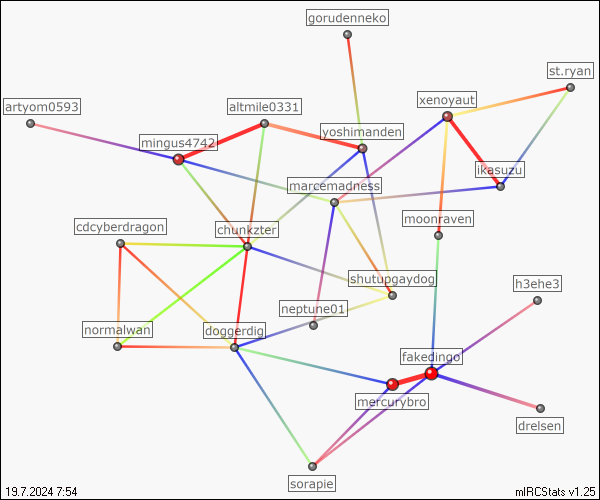 gorudenneko
st.ryan
artyom0593
altmile0331
xenoyaut
mingus4742
yoshimanden
ikasuzu
marcemadness
cdcyberdragon
chunkzter
moonraven
shutupgaydog
h3ehe3
neptune01
normalwan
doggerdig
fakedingo
mercurybro
drelsen
sorapie
19.7.2024 7:54
mIRCStats v1.25